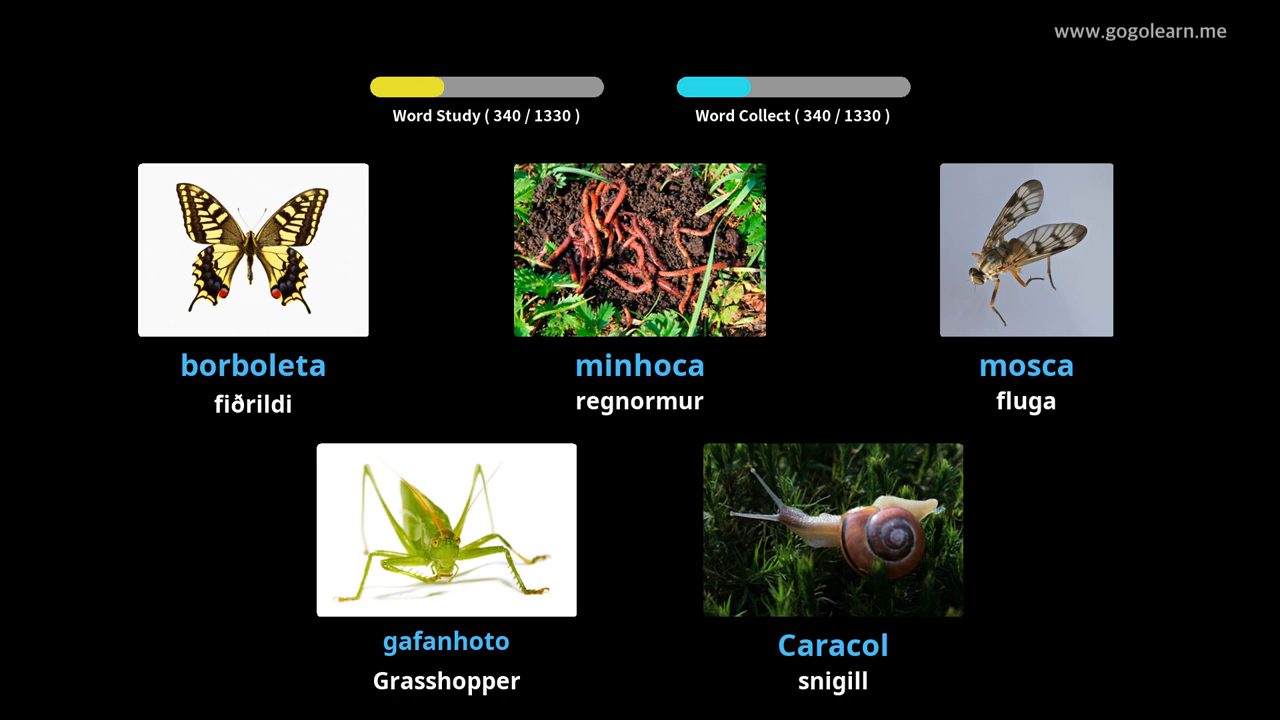 www.gogolearn.me
Word Study ( 340 / 1330 )
Word Collect ( 340 / 1330 )
borboleta
fiðrildi
minhoca
regnormur
mosca
fluga
gafanhoto
Grasshopper
Caracol
snigill